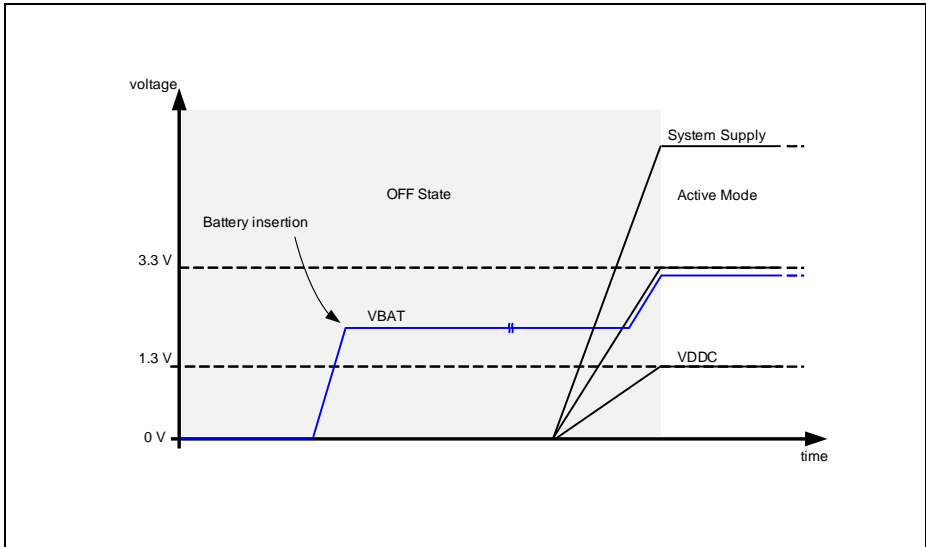 voltage
System Supply
OFF State
Active Mode
Battery insertion
3.3 V
VBAT
1.3 V
VDDC
0 V
time